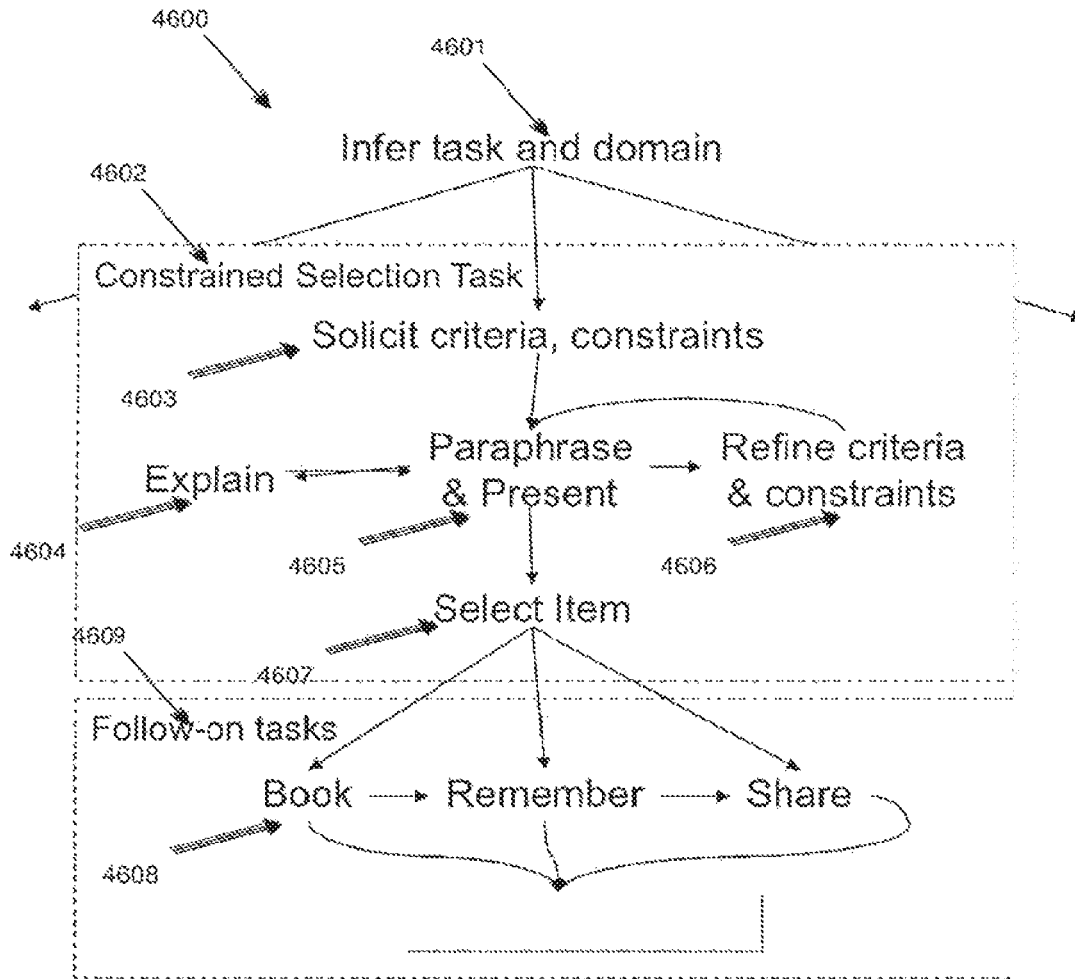 4600
4601
Infer task and domain
4602
Constrained Selection Task
Solicit criteria, constraints
4603
Paraphrase
& Present
Refine criteria
& constraints
Explain
4604
4605
4606
Select Item
4609
4607
Follow-on tasks
Book
Remember
Share
4608